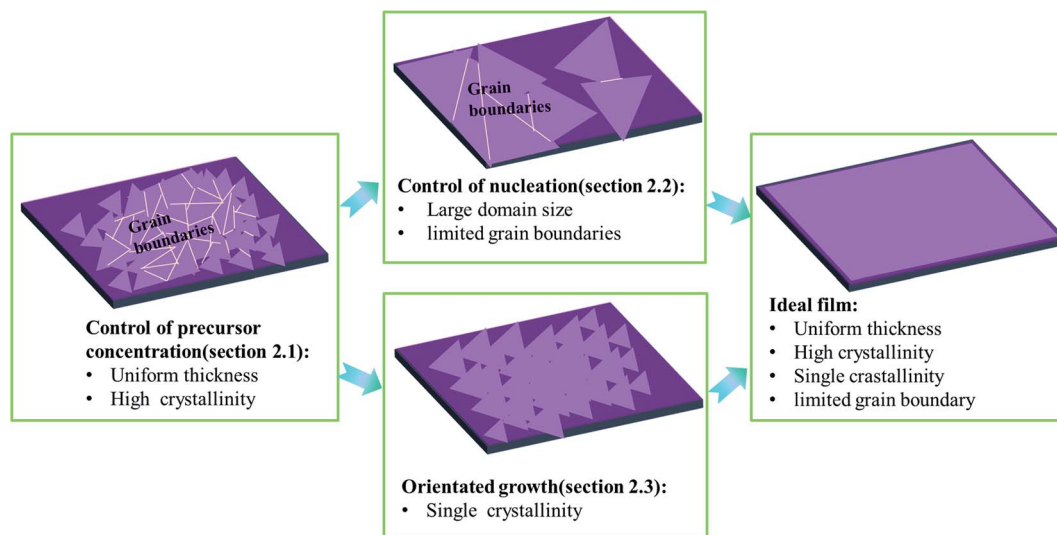 Grain
boundaries
Control of precursor
concentration(section 2.1):
• Uniform thickness
• High crystallinity
Grain
boundaries
Control of nucleation(section 2.2):
• Large domain size
• limited grain boundaries
Orientated growth(section 2.3):
• Single crystallinity
Ideal film:
• Uniform thickness
• High crystallinity
• Single crastallinity
• limited grain boundary